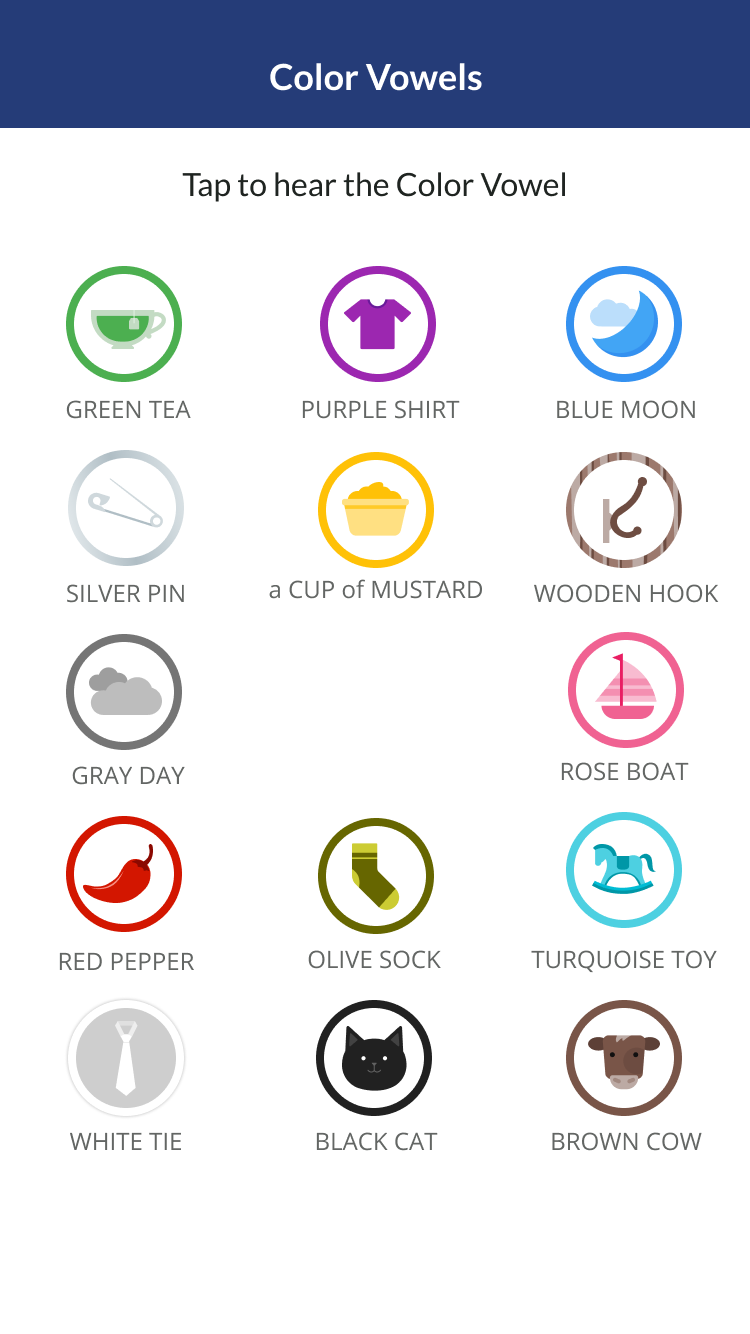 Color Vowels
Tap to hear the Color Vowel
GREEN TEA
PURPLE SHIRT
BLUE MOON
SILVER PIN
a CUP of MUSTARD
WOODEN HOOK
GRAY DAY
ROSE BOAT
RED PEPPER
OLIVE SOCK
TURQUOISE TOY
WHITE TIE
BLACK CAT
BROWN COW